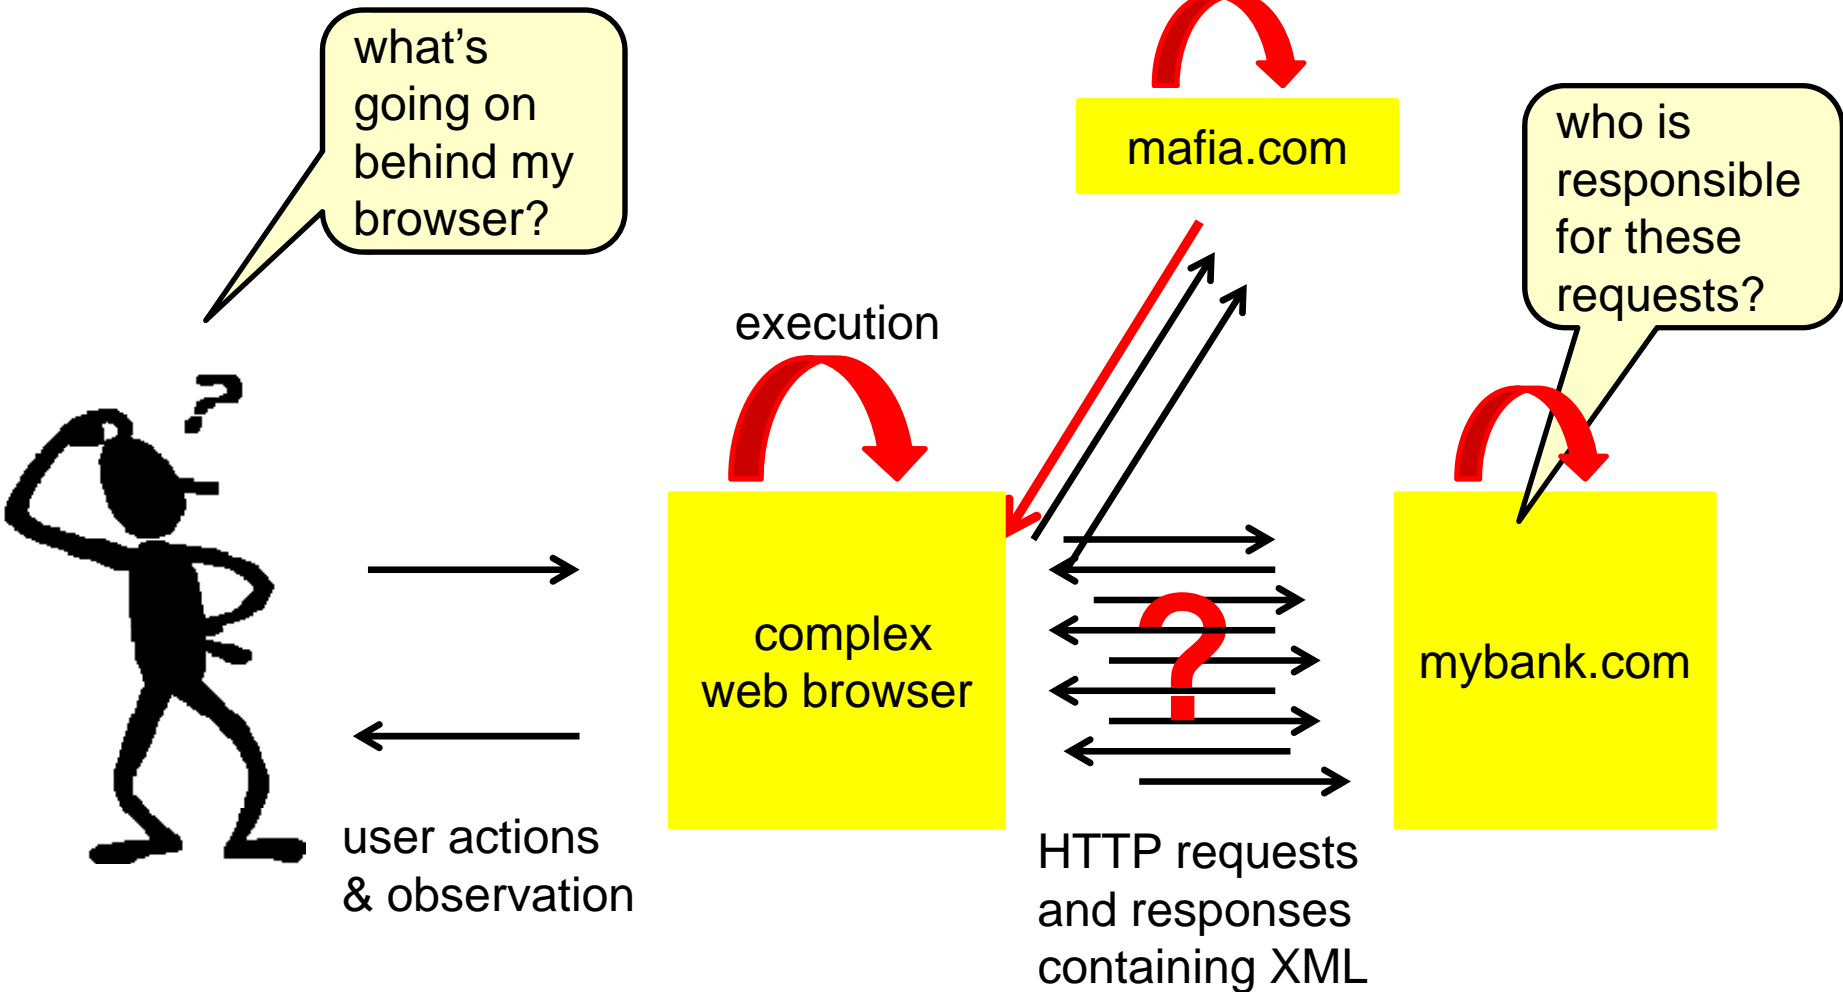 what's
going on
behind my
browser?
mafia.com
who is
responsible
for these
requests?
execution
?
complex
web browser
?
mybank.com
user actions
& observation
HTTP requests
and responses
containing XML